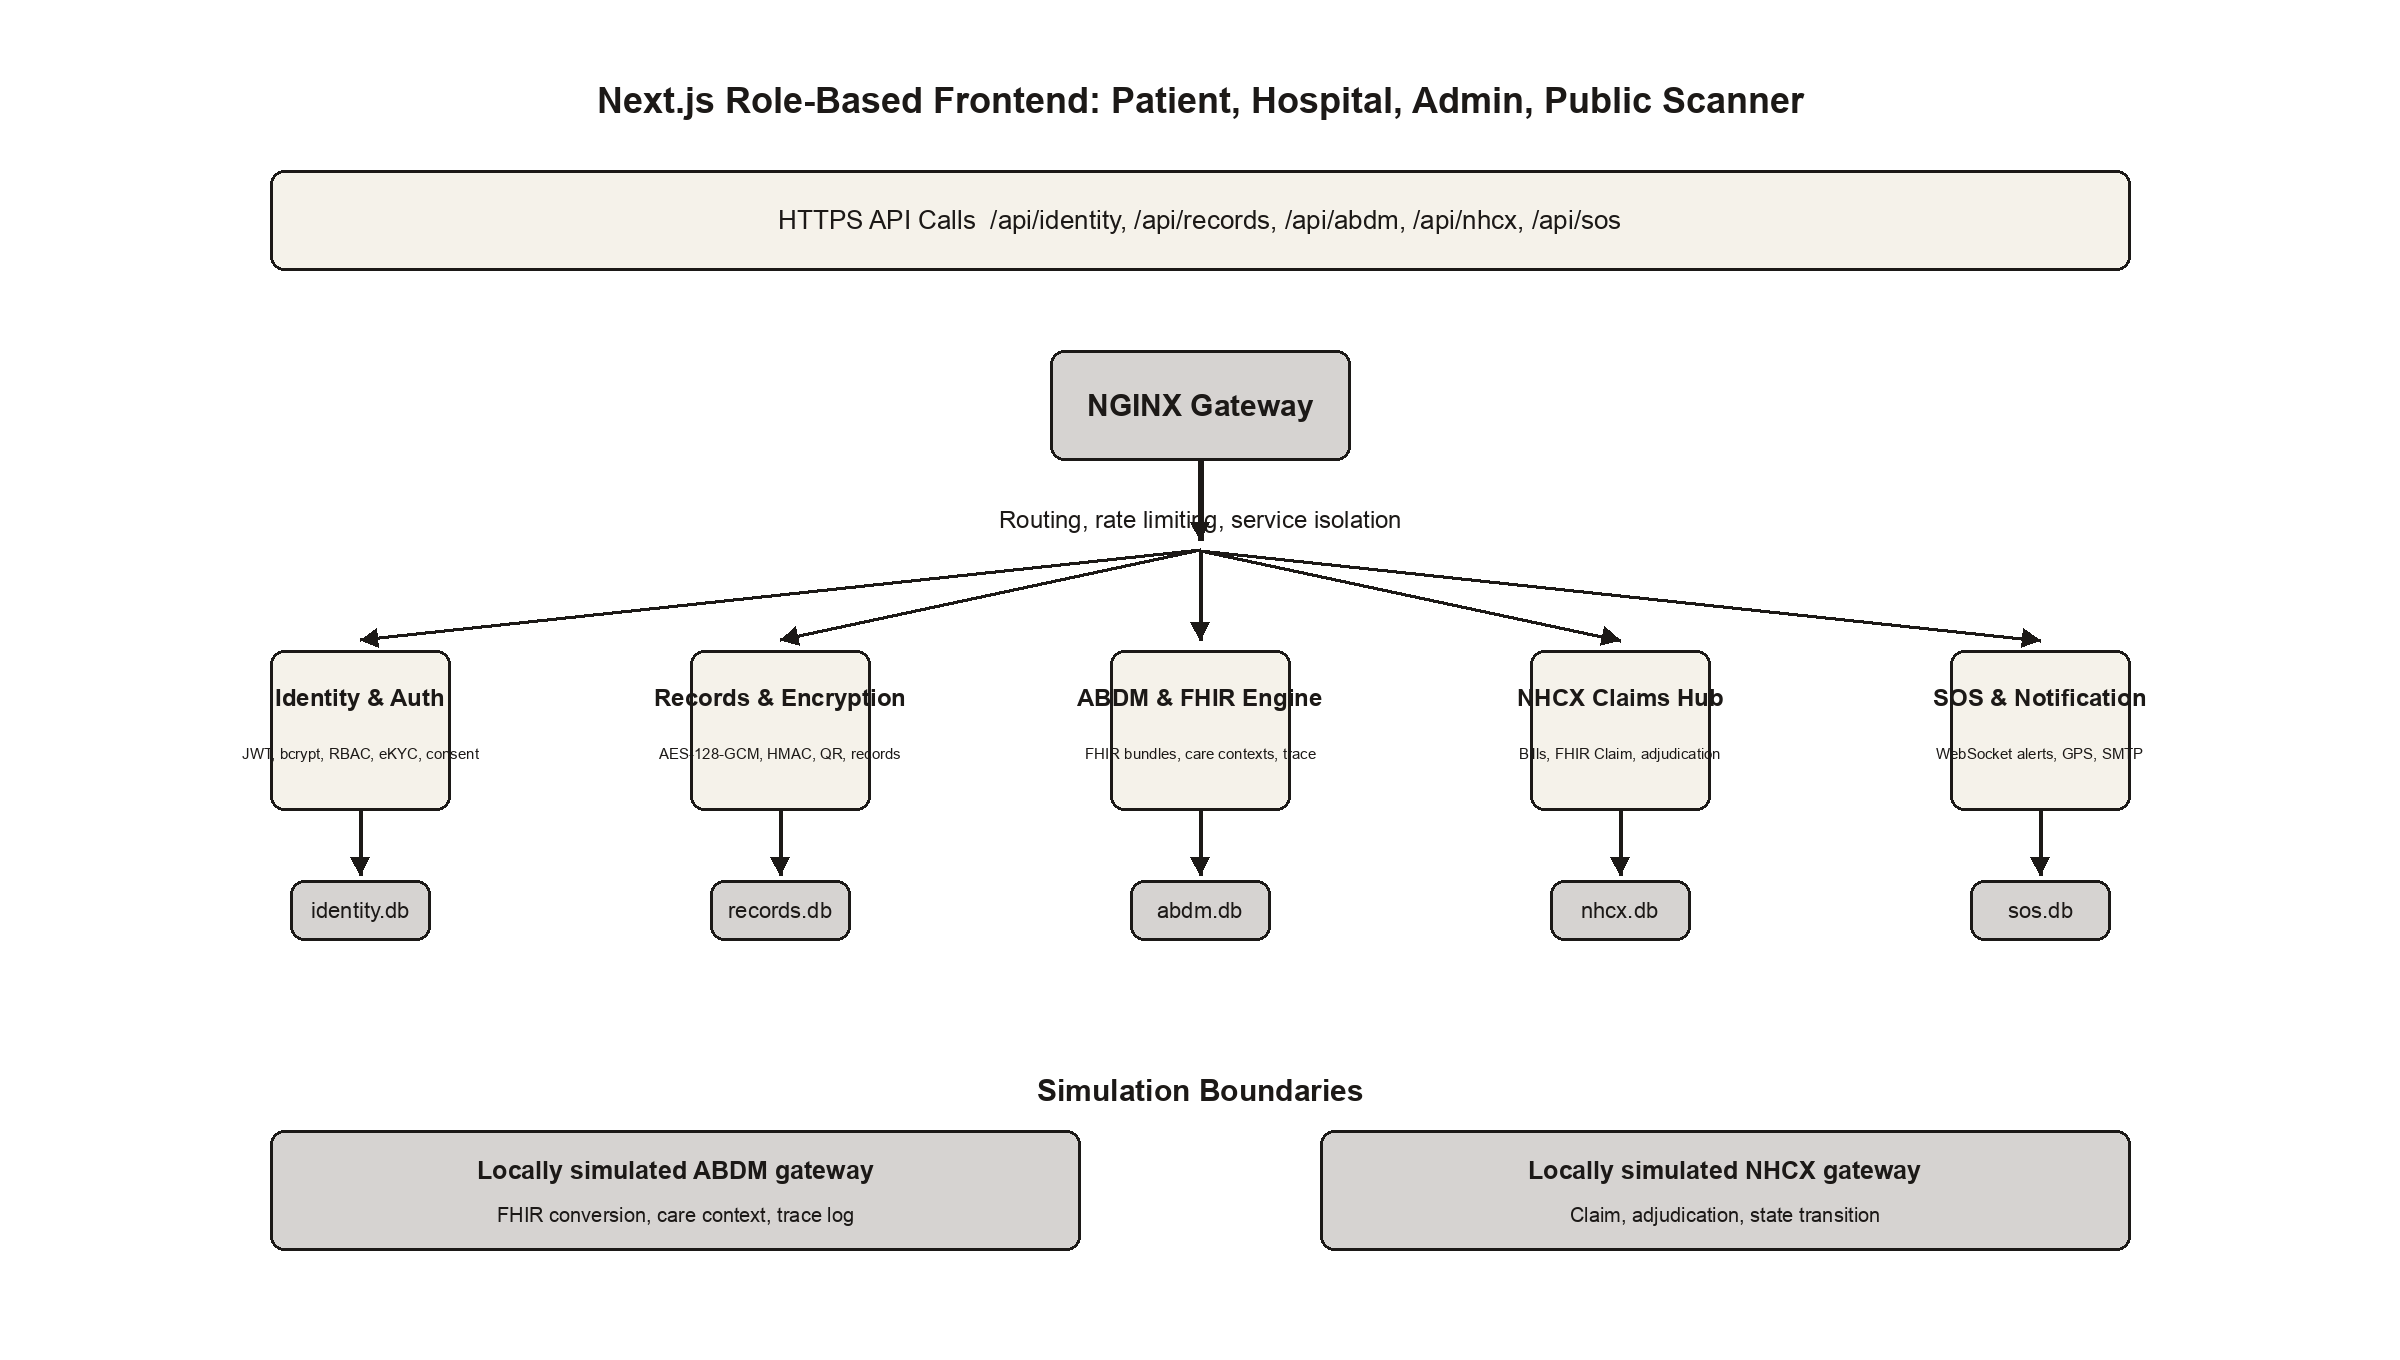 Next.js Role-Based Frontend: Patient, Hospital, Admin, Public Scanner
HTTPS API Calls  /api/identity, /api/records, /api/abdm, /api/nhcx, /api/sos
NGINX Gateway
Routing, rate limiting, service isolation
Identity & Auth
JWT, bcrypt, RBAC, eKYC, consent
Records & Encryption
AES-128-GCM, HMAC, QR, records
ABDM & FHIR Engine
FHIR bundles, care contexts, trace
NHCX Claims Hub
Bills, FHIR Claim, adjudication
SOS & Notification
WebSocket alerts, GPS, SMTP
identity.db
records.db
abdm.db
nhcx.db
sos.db
Simulation Boundaries
Locally simulated ABDM gateway
FHIR conversion, care context, trace log
Locally simulated NHCX gateway
Claim, adjudication, state transition